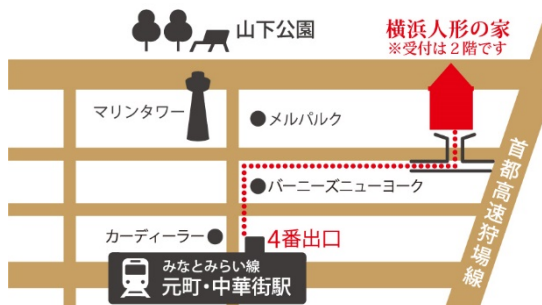 山下公園
横浜人形の家
※受付は２階です
マリンタワー
メルパルク
首都高速狩場線
バーニーズニューヨーク
カーディーラー
4番出口
みなとみらい線
元町・中華街駅